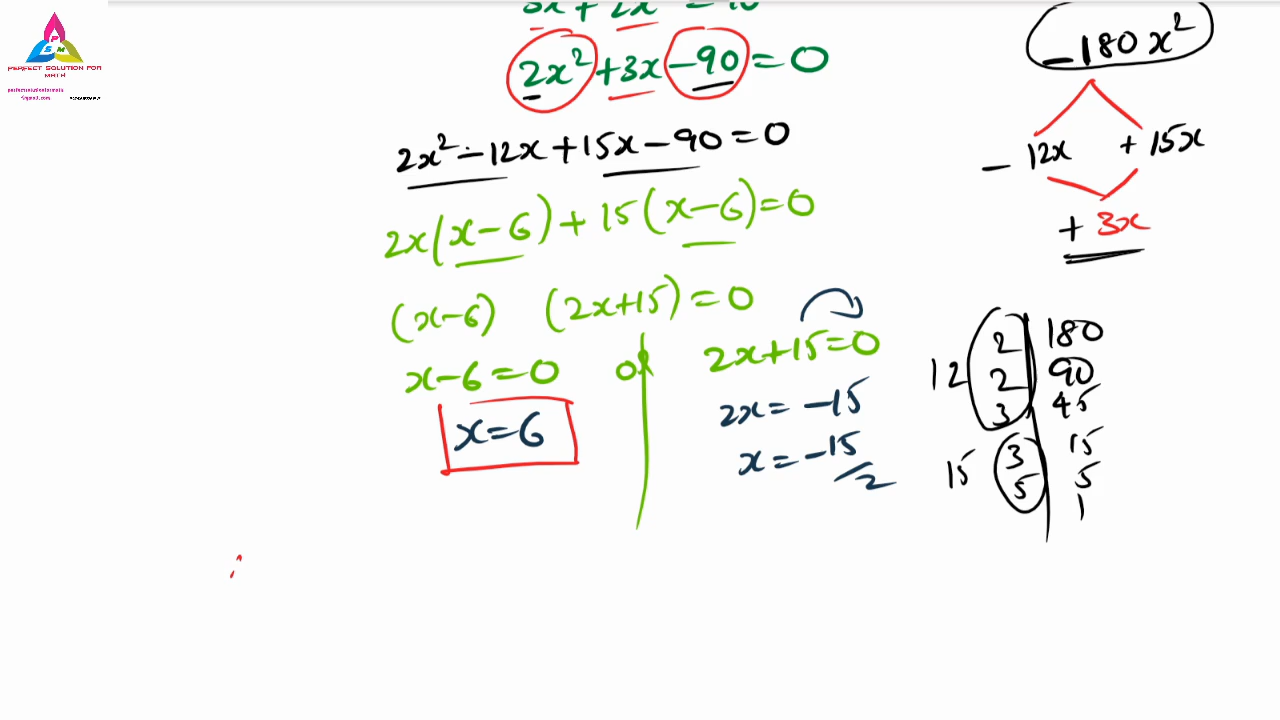 PERFECT SOLUTION FOR MATH
2x² +3x −90 = 0
2x² − 12x + 15x − 90 = 0
2x(x−6) + 15(x−6) = 0
(x−6) (2x+15) = 0
x−6 = 0 or 2x+15 = 0
x = 6
2x = −15
x = −15/2
−180x²
− 12x + 15x
+ 3x
2 | 180
12 2 | 90
3 | 45
3 | 15
15 5 | 5
1